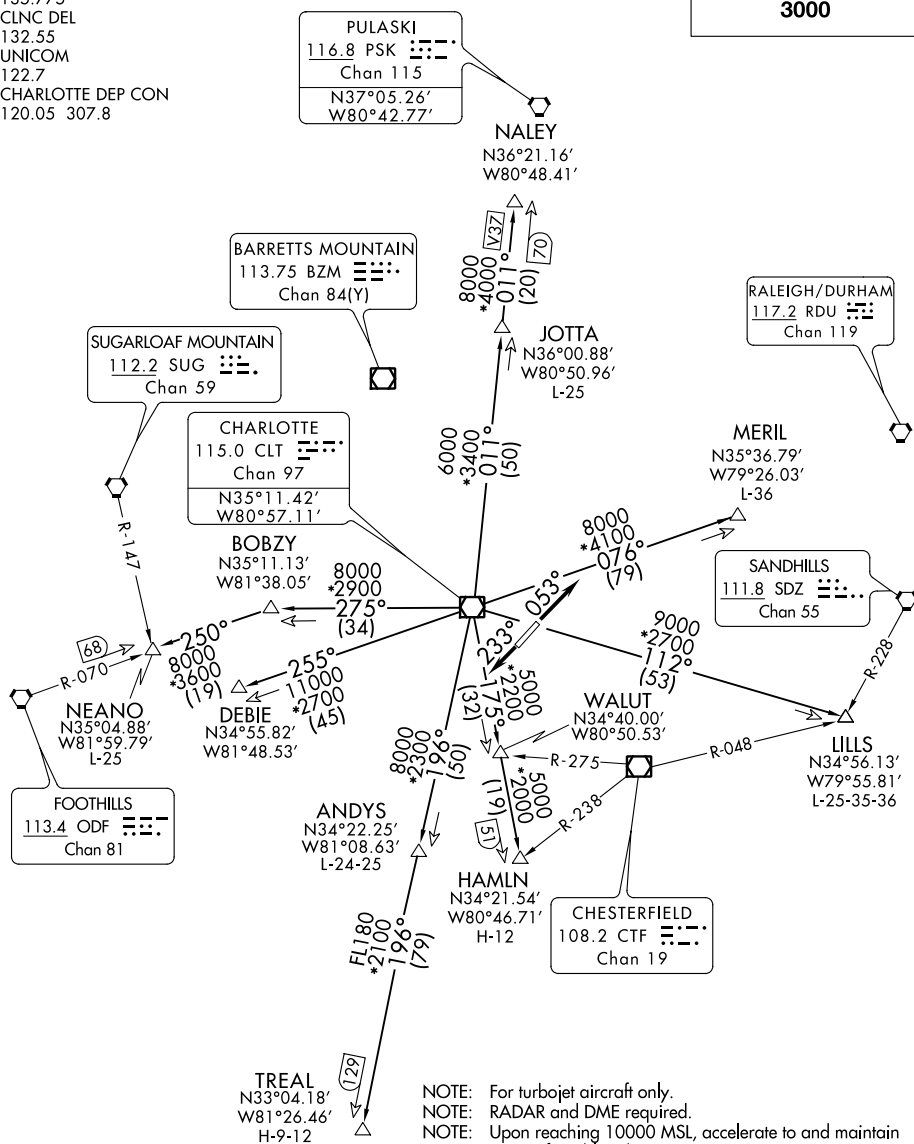 CLNC DEL
132.55
UNICOM
122.7
CHARLOTTE DEP CON
120.05 307.8
3000
PULASKI
116.8 PSK
Chan 115
N37°05.26'
W80°42.77'
NALEY
N36°21.16'
W80°48.41'
V37
70
8000
*4000
011°
(20)
BARRETTS MOUNTAIN
113.75 BZM
Chan 84(Y)
JOTTA
N36°00.88'
W80°50.96'
L-25
RALEIGH/DURHAM
117.2 RDU
Chan 119
SUGARLOAF MOUNTAIN
112.2 SUG
Chan 59
R-147
CHARLOTTE
115.0 CLT
Chan 97
N35°11.42'
W80°57.11'
6000
*3400
011°
(50)
MERIL
N35°36.79'
W79°26.03'
L-36
8000
*4100
076°
(79)
BOBZY
N35°11.13'
W81°38.05'
8000
*2900
275°
(34)
053°
233°
SANDHILLS
111.8 SDZ
Chan 55
R-228
9000
*2700
112°
(53)
250°
8000
*3600
(19)
68
R-070
NEANO
N35°04.88'
W81°59.79'
L-25
255°
11000
*2700
(45)
DEBIE
N34°55.82'
W81°48.53'
5000
*2200
175°
(32)
WALUT
N34°40.00'
W80°50.53'
R-275
R-048
LILLS
N34°56.13'
W79°55.81'
L-25-35-36
FOOTHILLS
113.4 ODF
Chan 81
8000
*2300
196°
(50)
ANDYS
N34°22.25'
W81°08.63'
L-24-25
5000
*2000
(19)
51
R-238
HAMLN
N34°21.54'
W80°46.71'
H-12
CHESTERFIELD
108.2 CTF
Chan 19
FL180
*2100
196°
(79)
129
TREAL
N33°04.18'
W81°26.46'
H-9-12
NOTE: For turbojet aircraft only.
NOTE: RADAR and DME required.
NOTE: Upon reaching 10000 MSL, accelerate to and maintain